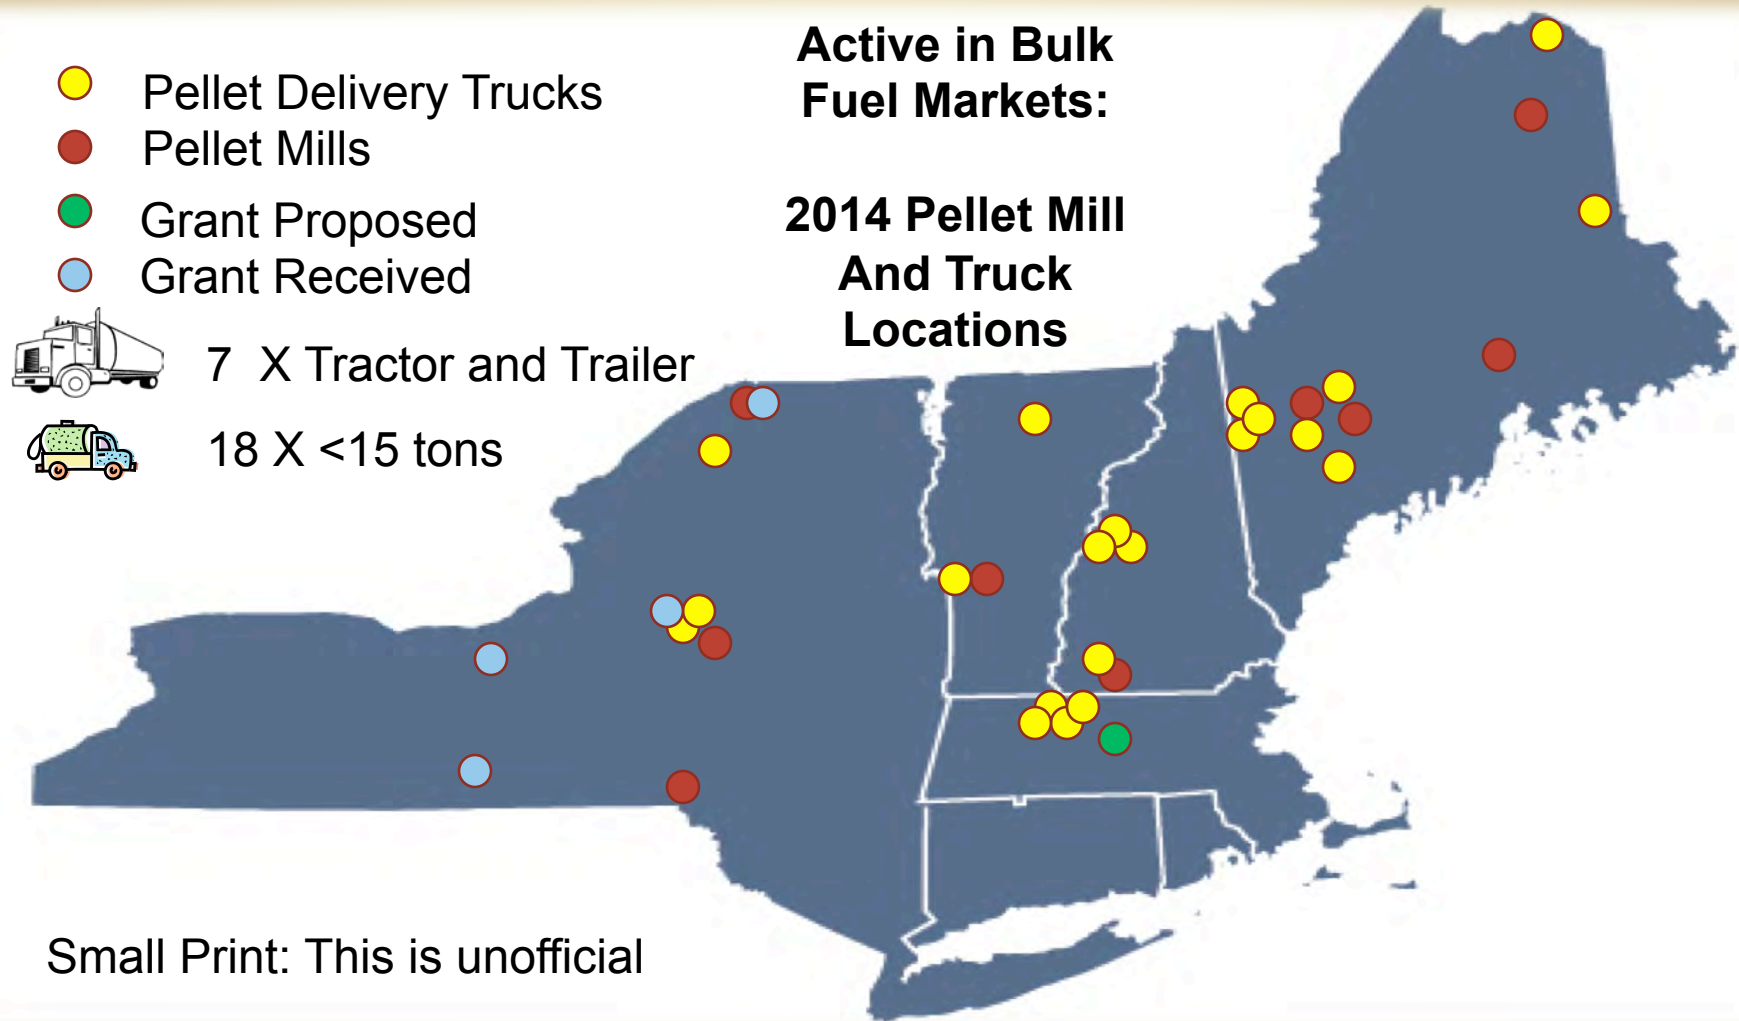 Active in Bulk
Fuel Markets:
2014 Pellet Mill
And Truck
Locations
Pellet Delivery Trucks
Pellet Mills
Grant Proposed
Grant Received
7 X Tractor and Trailer
18 X <15 tons
Small Print: This is unofficial